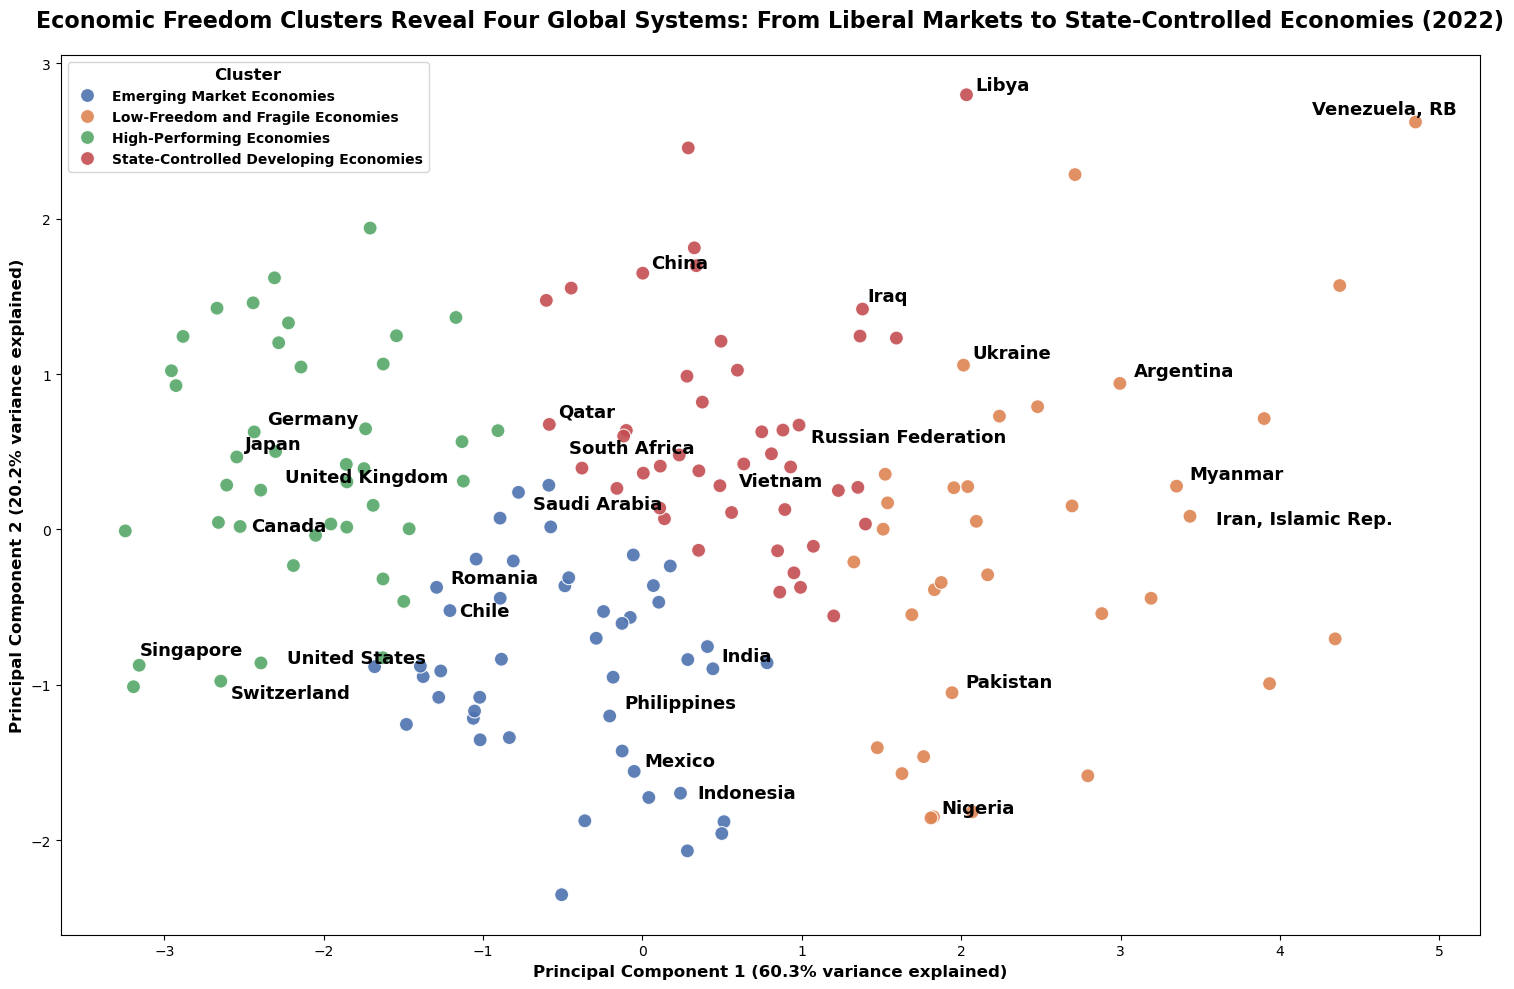 Economic Freedom Clusters Reveal Four Global Systems: From Liberal Markets to State-Controlled Economies (2022)
Cluster
Emerging Market Economies
Low-Freedom and Fragile Economies
High-Performing Economies
State-Controlled Developing Economies
Libya
Venezuela, RB
China
Iraq
Ukraine
Argentina
Qatar
Germany
Russian Federation
Japan
South Africa
United Kingdom
Vietnam
Myanmar
Saudi Arabia
Canada
Iran, Islamic Rep.
Romania
Chile
Singapore
United States
India
Switzerland
Pakistan
Philippines
Mexico
Indonesia
Nigeria
3
2
1
0
−1
−2
Principal Component 2 (20.2% variance explained)
−3
−2
−1
0
1
2
3
4
5
Principal Component 1 (60.3% variance explained)